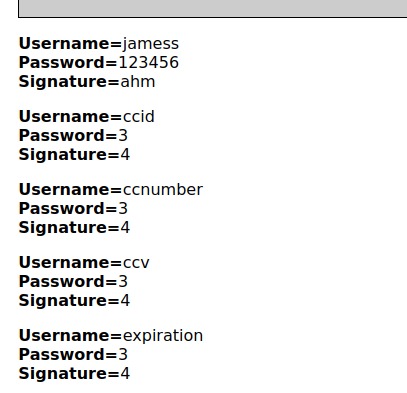 Username=jamess
Password=123456
Signature=ahm
Username=ccid
Password=3
Signature=4
Username=ccnumber
Password=3
Signature=4
Username=ccv
Password=3
Signature=4
Username=expiration
Password=3
Signature=4